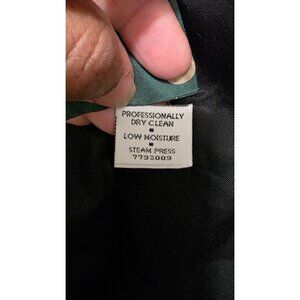 PROFESSIONALLY
DRY CLEAN
LOW MOISTURE
STEAM PRESS
7793009